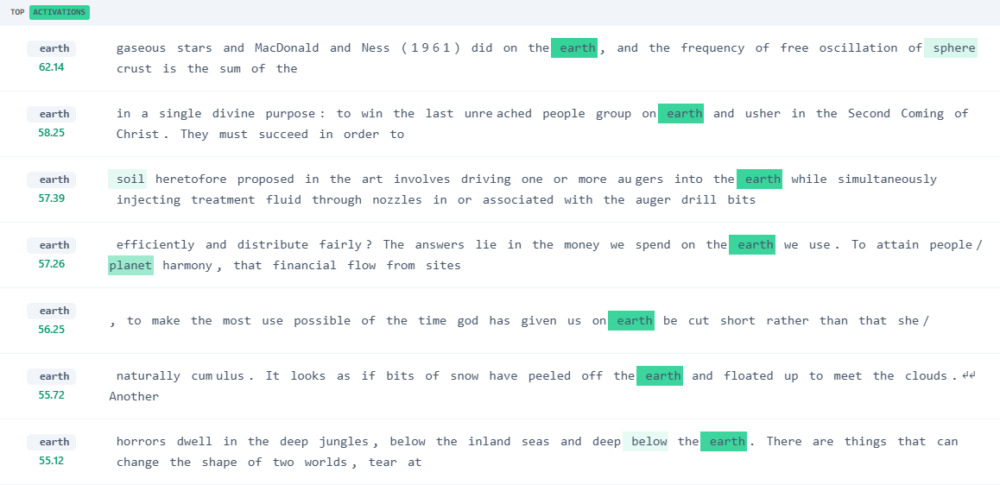 TOP ACTIVATIONS
earth
62.14
gaseous stars and MacDonald and Ness (1961) did on the earth, and the frequency of free oscillation of sphere
crust is the sum of the
earth
58.25
in a single divine purpose: to win the last unreached people group on earth and usher in the Second Coming of
Christ. They must succeed in order to
earth
57.39
soil heretofore proposed in the art involves driving one or more augers into the earth while simultaneously
injecting treatment fluid through nozzles in or associated with the auger drill bits
earth
57.26
efficiently and distribute fairly? The answers lie in the money we spend on the earth we use. To attain people/
planet harmony, that financial flow from sites
earth
56.25
, to make the most use possible of the time god has given us on earth be cut short rather than that she/
earth
55.72
naturally cumulus. It looks as if bits of snow have peeled off the earth and floated up to meet the clouds.↵↵
Another
earth
55.12
horrors dwell in the deep jungles, below the inland seas and deep below the earth. There are things that can
change the shape of two worlds, tear at